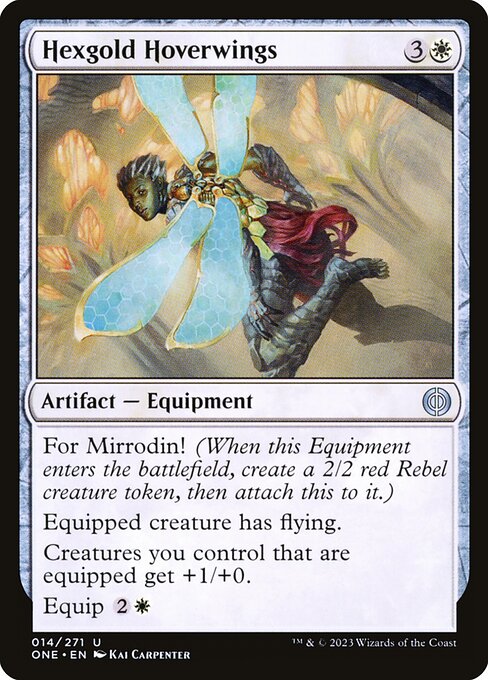 Hexgold Hoverwings 3
Artifact — Equipment
For Mirrodin! (When this Equipment
enters the battlefield, create a 2/2 red Rebel
creature token, then attach this to it.)
Equipped creature has flying.
Creatures you control that are
equipped get +1/+0.
Equip 2
014/271 U
ONE • EN Kai Carpenter
™ & © 2023 Wizards of the Coast